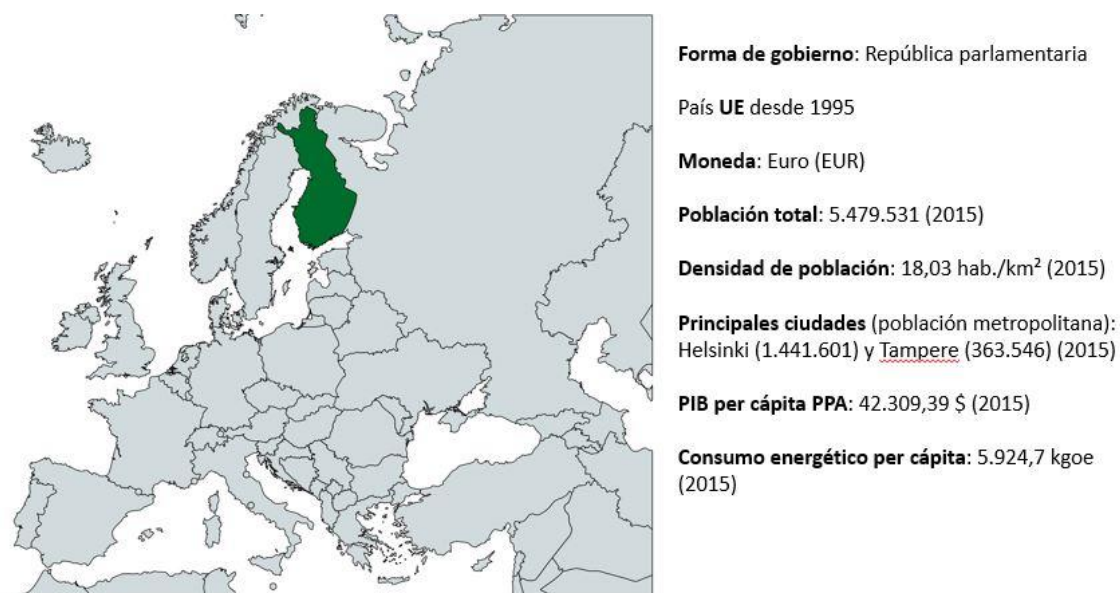 Forma de gobierno: República parlamentaria
País UE desde 1995
Moneda: Euro (EUR)
Población total: 5.479.531 (2015)
Densidad de población: 18,03 hab./km² (2015)
Principales ciudades (población metropolitana):
Helsinki (1.441.601) y Tampere (363.546) (2015)
PIB per cápita PPA: 42.309,39 $ (2015)
Consumo energético per cápita: 5.924,7 kgoe
(2015)